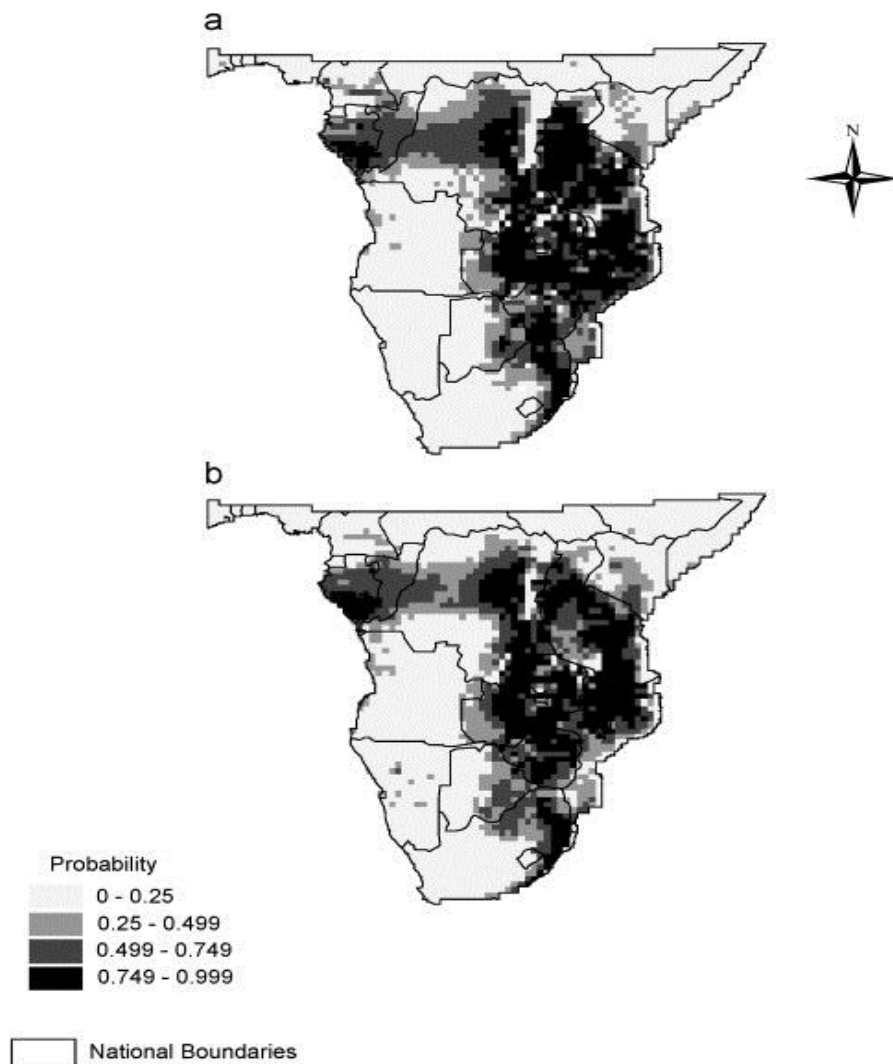 a
N
b
Probability
0 - 0.25
0.25 - 0.499
0.499 - 0.749
0.749 - 0.999
National Boundaries